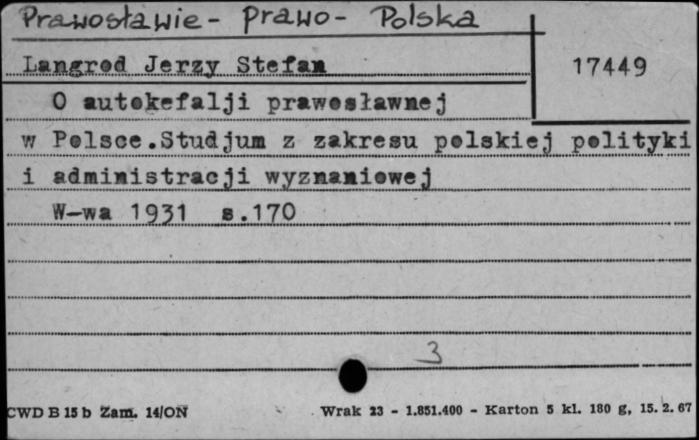 Prawosławie - prawo - Polska
Langrod Jerzy Stefan
17449
O autokefalji prawosławnej
w Polsce.Studjum z zakresu polskiej polityki
i administracji wyznaniowej
W-wa 1931 s.170
3
CWD B 15 b Zam. 14/ON
Wrak 23 - 1.851.400 - Karton 5 kl. 180 g, 15. 2. 67